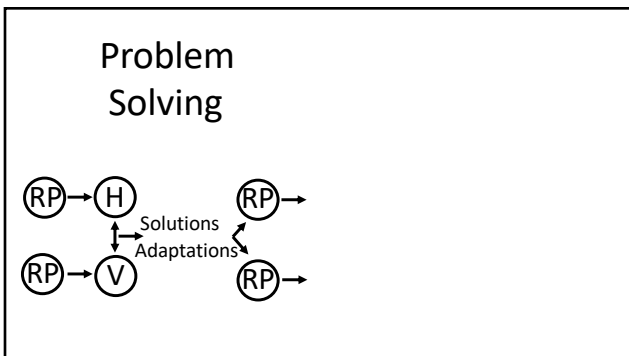 Problem
Solving
RP H RP
Solutions
Adaptations
RP V RP